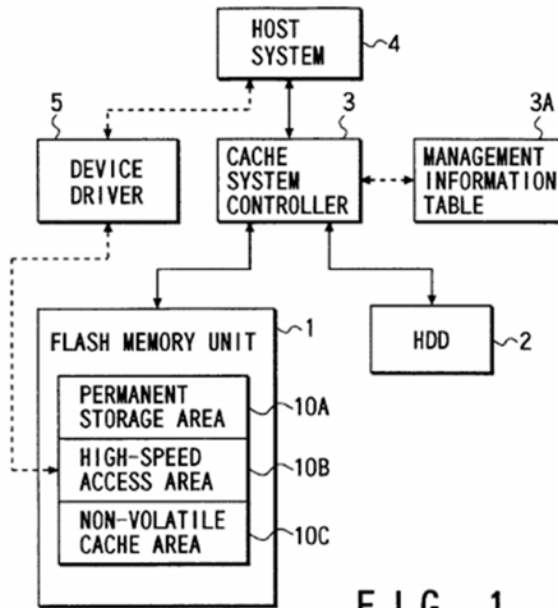 HOST
SYSTEM
4
5
3
3A
DEVICE
DRIVER
CACHE
SYSTEM
CONTROLLER
MANAGEMENT
INFORMATION
TABLE
1
FLASH MEMORY UNIT
HDD
2
PERMANENT
STORAGE AREA
10A
HIGH-SPEED
ACCESS AREA
10B
NON-VOLATILE
CACHE AREA
10C
FIG. 1